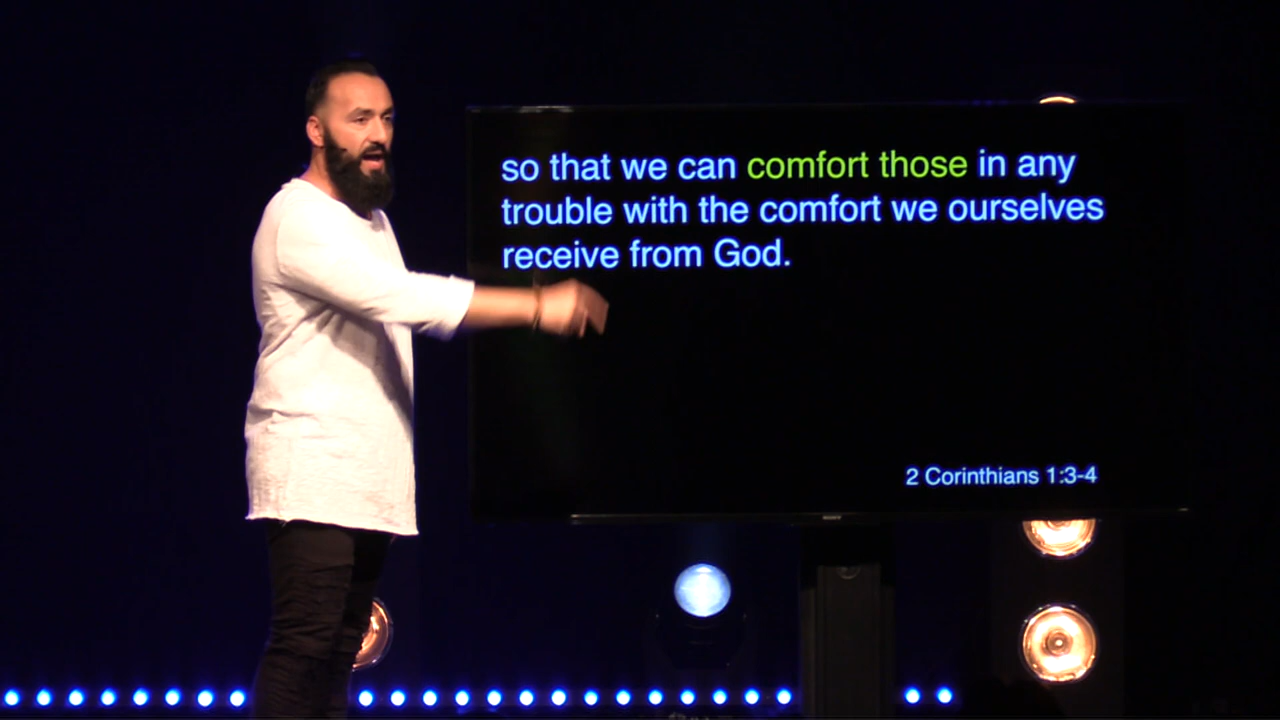 so that we can comfort those in any
trouble with the comfort we ourselves
receive from God.
2 Corinthians 1:3-4
SONY